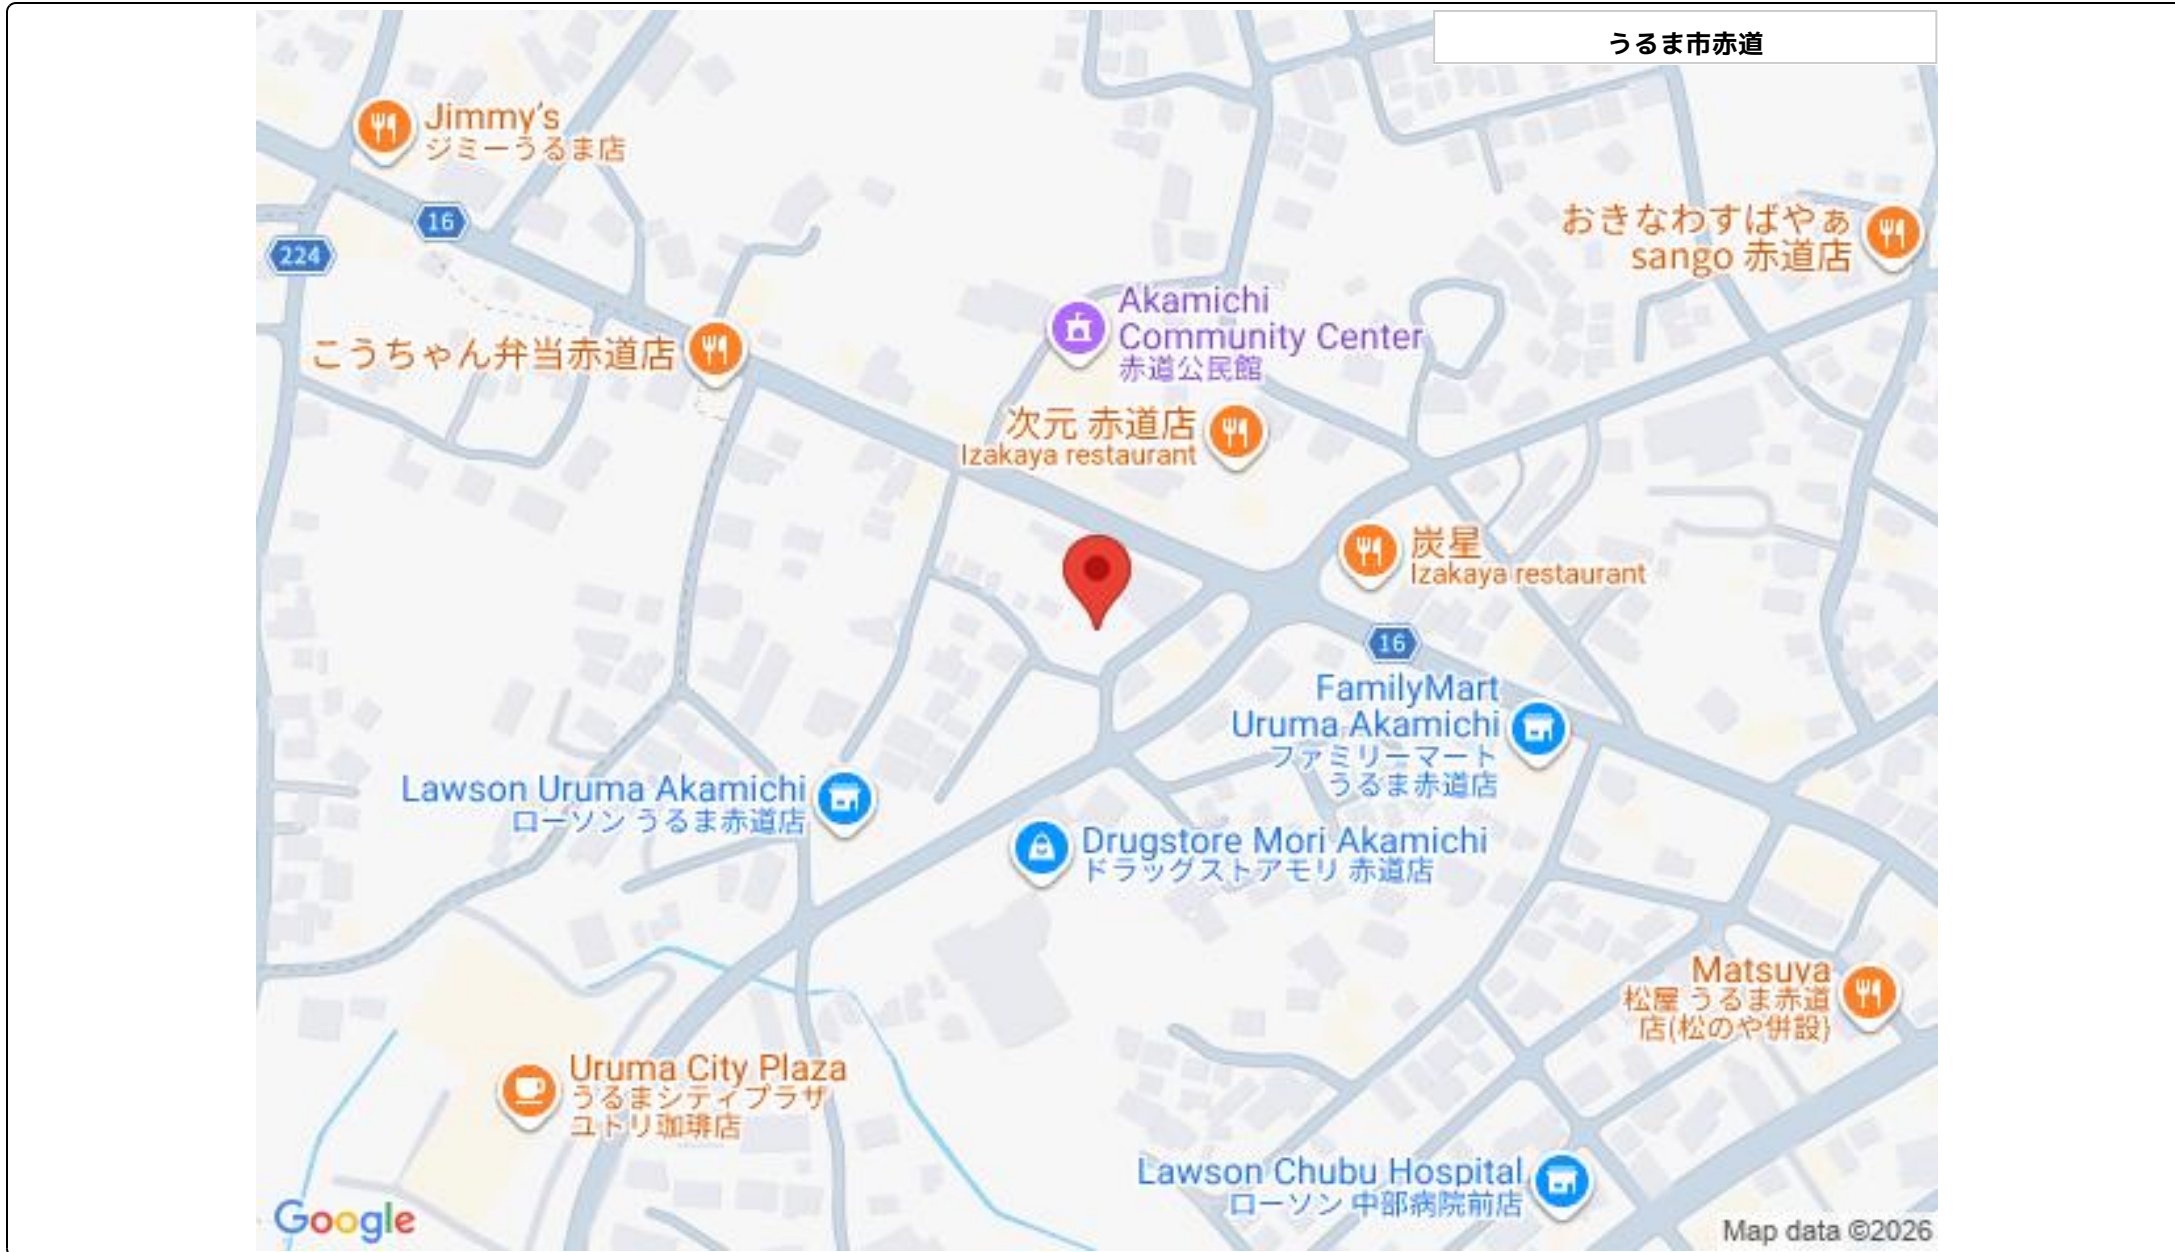 うるま市赤道
Jimmy's
ジミーうるま店
16
224
おきなわすばやぁ
sango 赤道店
こうちゃん弁当赤道店
Akamichi
Community Center
赤道公民館
次元 赤道店
Izakaya restaurant
炭星
Izakaya restaurant
16
FamilyMart
Uruma Akamichi
ファミリーマート
うるま赤道店
Lawson Uruma Akamichi
ローソン うるま赤道店
Drugstore Mori Akamichi
ドラッグストアモリ 赤道店
Matsuya
松屋 うるま赤道
店(松のや併設)
Uruma City Plaza
うるまシティプラザ
ユトリ珈琲店
Lawson Chubu Hospital
ローソン 中部病院前店
Google
Map data ©2026